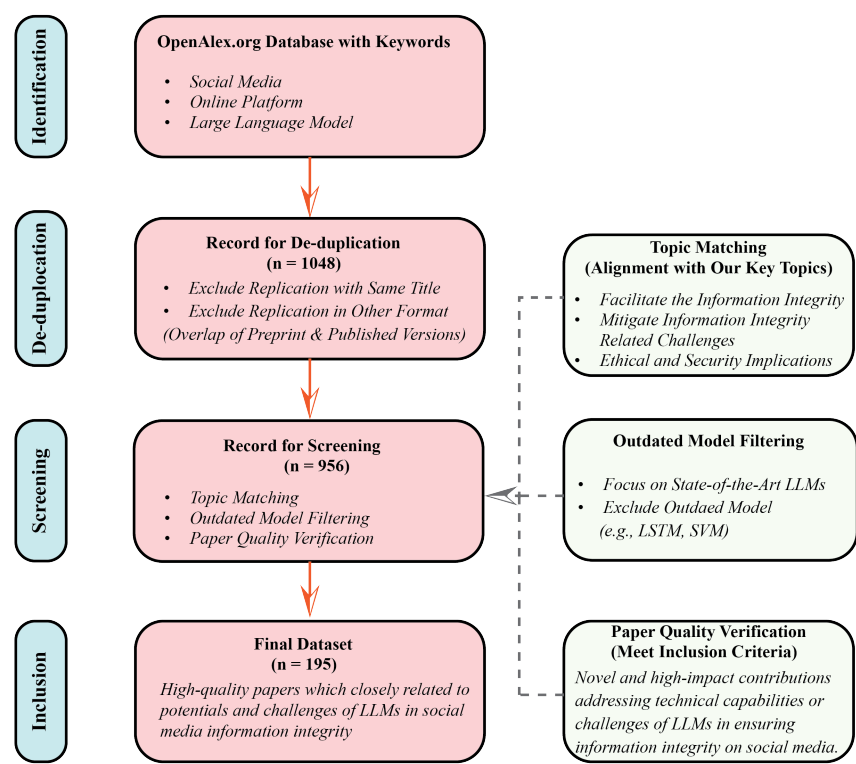 Identification
OpenAlex.org Database with Keywords
• Social Media
• Online Platform
• Large Language Model
De-duplocation
Record for De-duplication
(n = 1048)
• Exclude Replication with Same Title
• Exclude Replication in Other Format
(Overlap of Preprint & Published Versions)
Topic Matching
(Alignment with Our Key Topics)
• Facilitate the Information Integrity
• Mitigate Information Integrity
Related Challenges
• Ethical and Security Implications
Screening
Record for Screening
(n = 956)
• Topic Matching
• Outdated Model Filtering
• Paper Quality Verification
Outdated Model Filtering
• Focus on State-of-the-Art LLMs
• Exclude Outdaed Model
(e.g., LSTM, SVM)
Inclusion
Final Dataset
(n = 195)
High-quality papers which closely related to
potentials and challenges of LLMs in social
media information integrity
Paper Quality Verification
(Meet Inclusion Criteria)
Novel and high-impact contributions
addressing technical capabilities or
challenges of LLMs in ensuring
information integrity on social media.